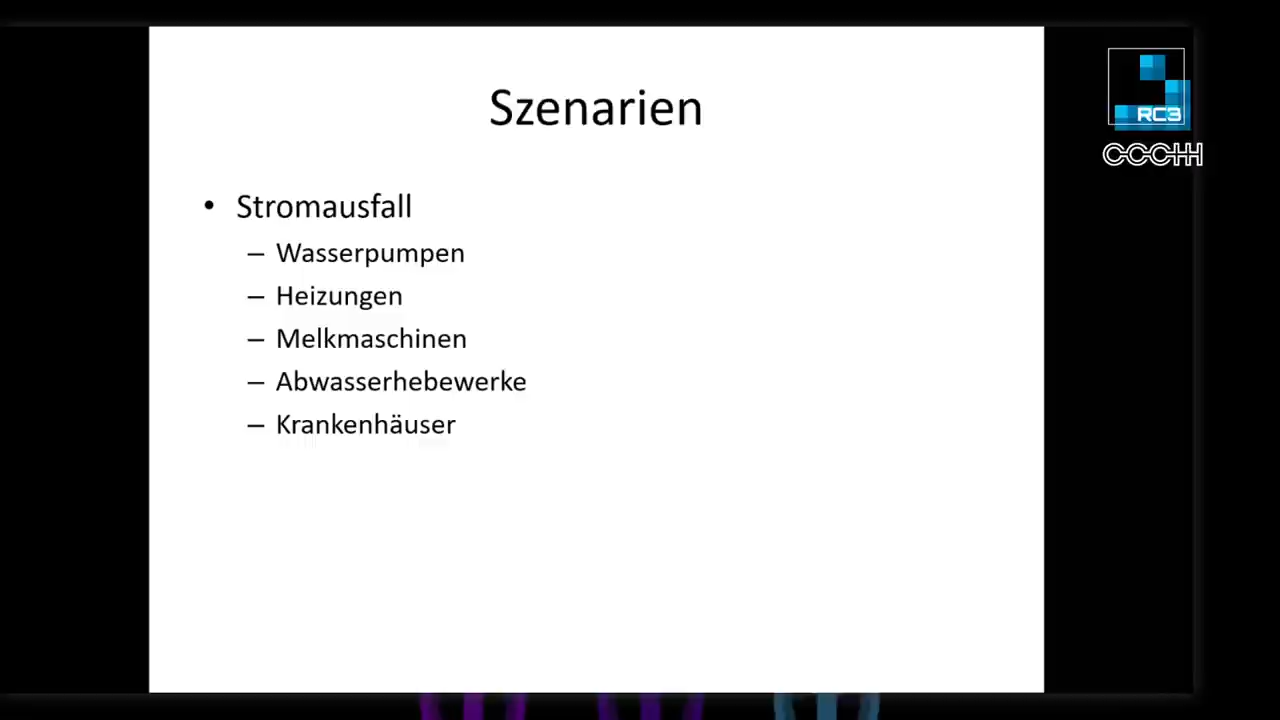 Szenarien
RC3
CCCHH
• Stromausfall
– Wasserpumpen
– Heizungen
– Melkmaschinen
– Abwasserhebewerke
– Krankenhäuser